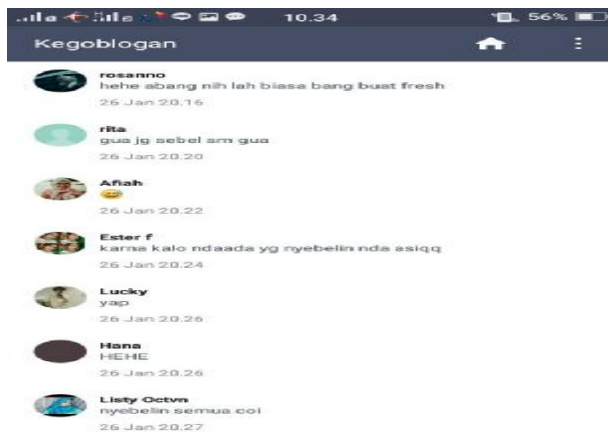 10.34
56%
Kegoblogan
rosanno
hehe abang nih lah biasa bang buat fresh
26 Jan 20.16
rita
gua jg sebel sm gua
26 Jan 20.20
Afiah
😅
26 Jan 20.22
Ester f
karna kalo ndaada yg nyebelin nda asiqq
26 Jan 20.24
Lucky
yap
26 Jan 20.26
Hana
HEHE
26 Jan 20.26
Listy Octvn
nyebelin semua coi
26 Jan 20.27